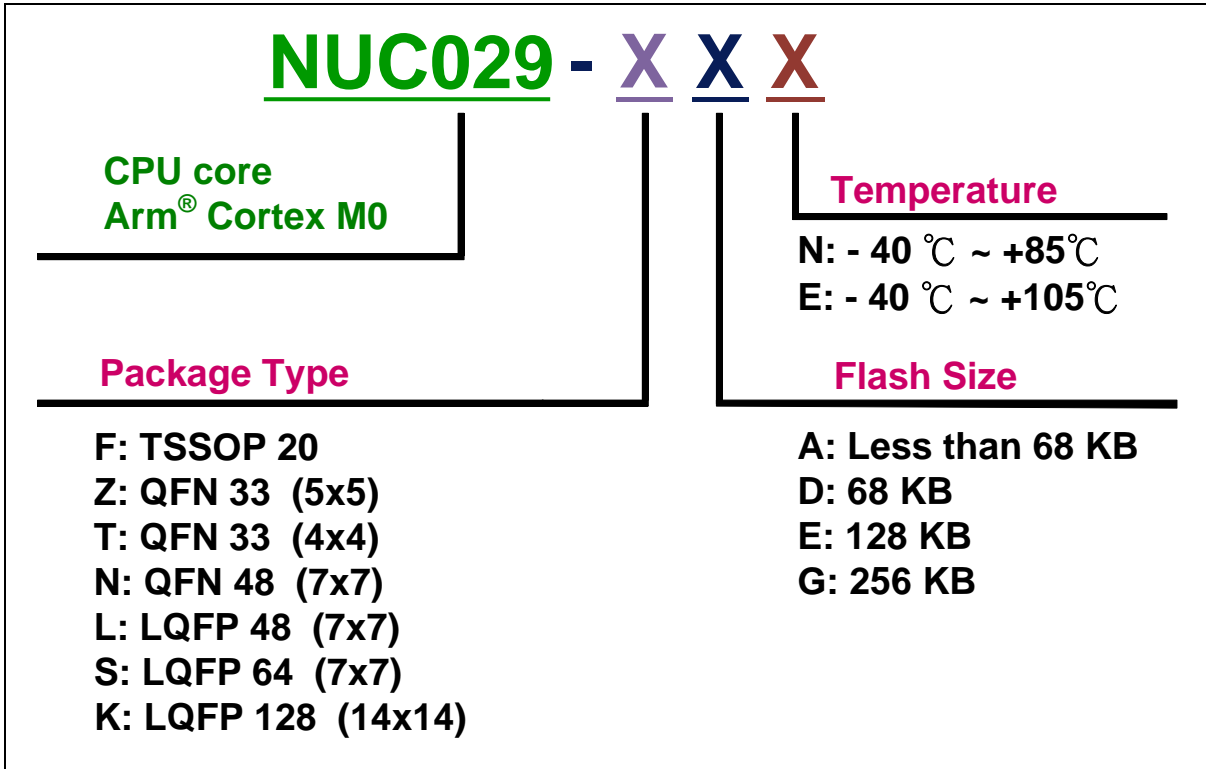 NUC029 - X X X
CPU core
Arm® Cortex M0
Temperature
N: - 40 ℃ ~ +85℃
E: - 40 ℃ ~ +105℃
Package Type
F: TSSOP 20
Z: QFN 33 (5x5)
T: QFN 33 (4x4)
N: QFN 48 (7x7)
L: LQFP 48 (7x7)
S: LQFP 64 (7x7)
K: LQFP 128 (14x14)
Flash Size
A: Less than 68 KB
D: 68 KB
E: 128 KB
G: 256 KB